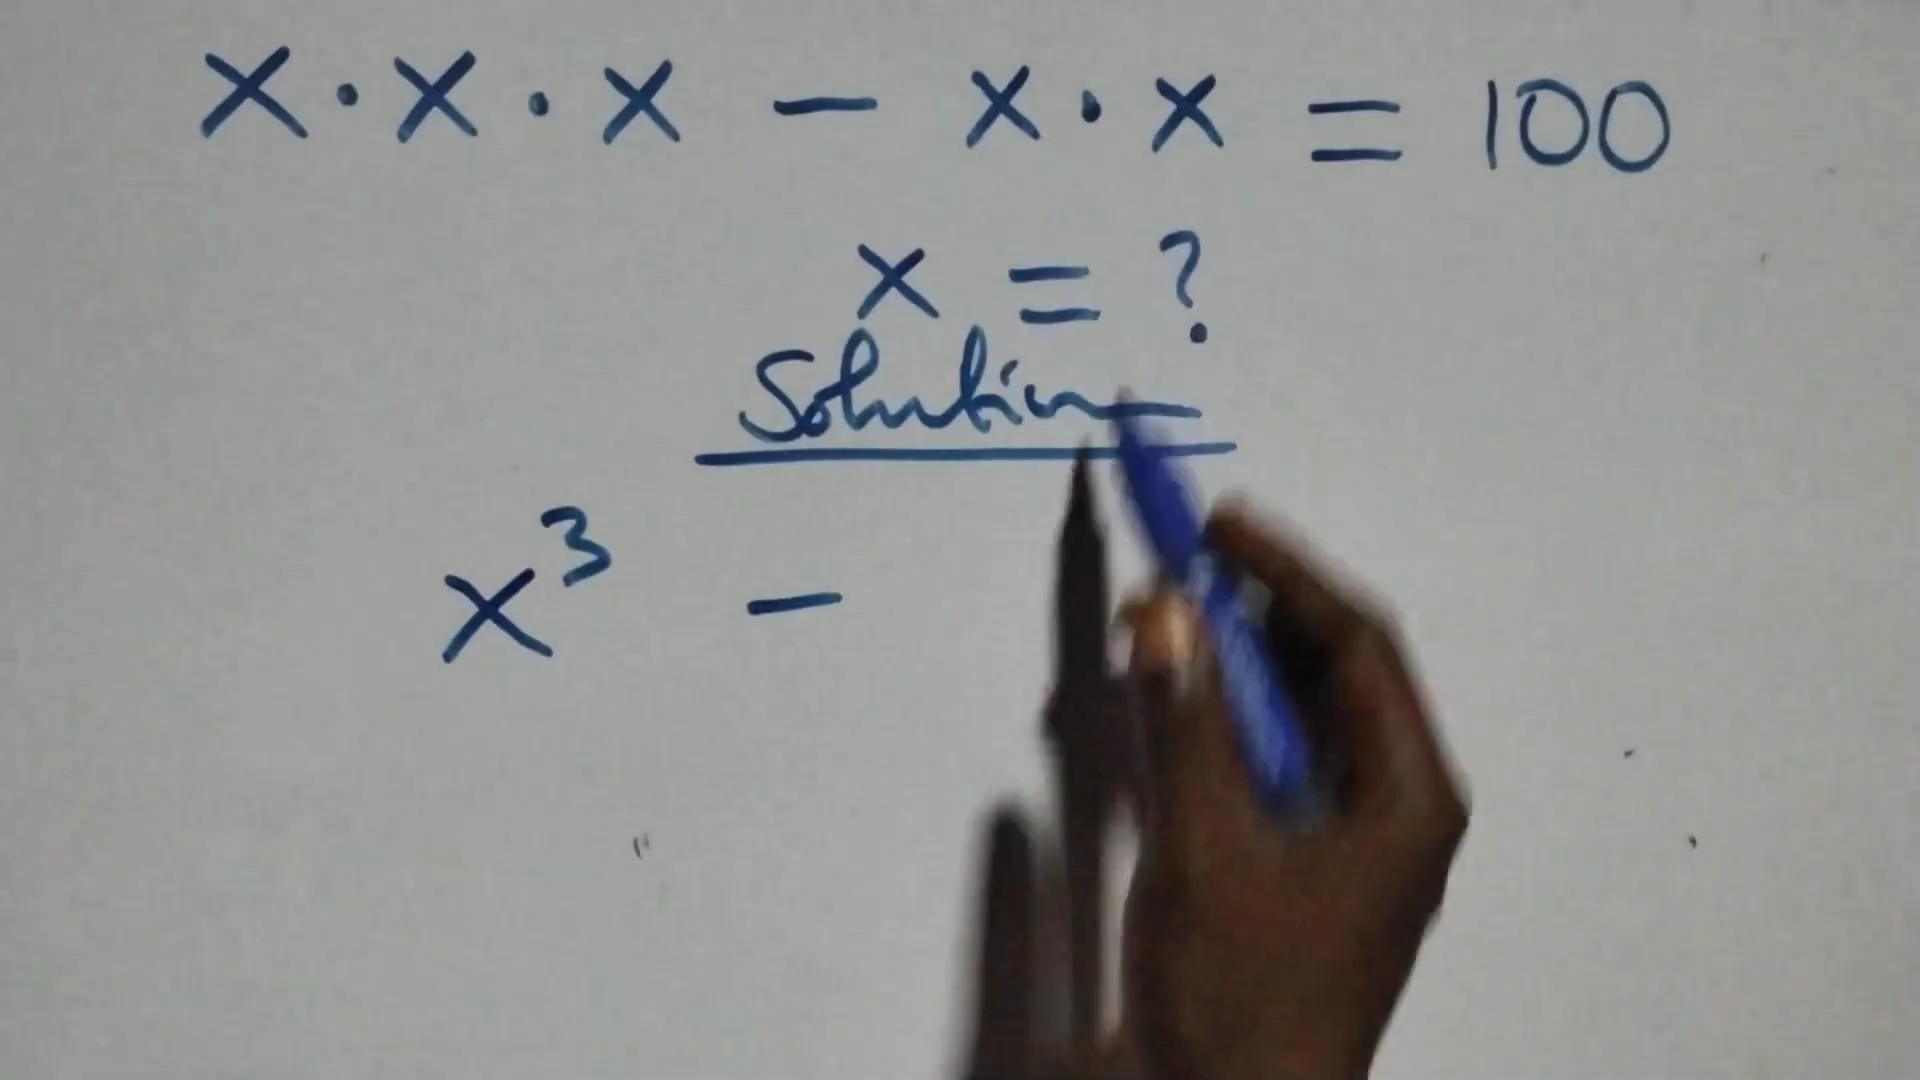 x · x · x − x · x = 100
x = ?
Solution
x³ −